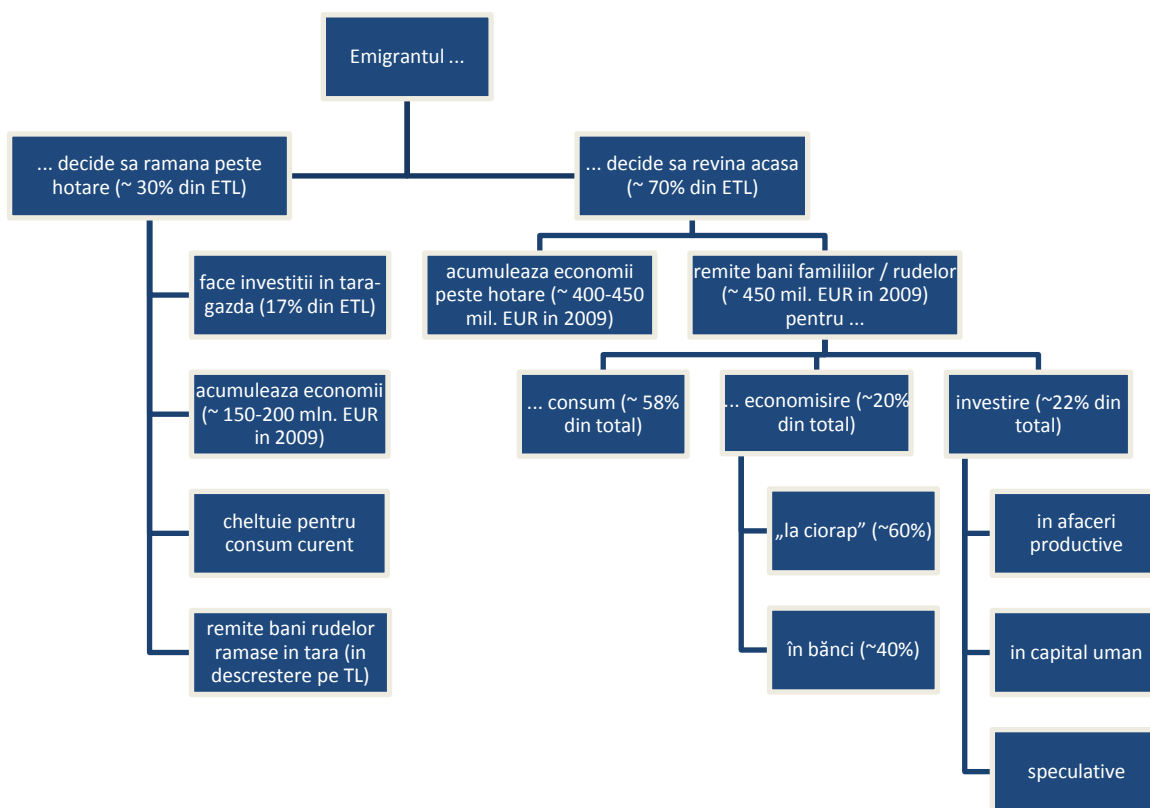 Emigrantul ...
... decide sa ramana peste
hotare (~ 30% din ETL)
... decide sa revina acasa
(~ 70% din ETL)
face investitii in tara-
gazda (17% din ETL)
acumuleaza economii
(~ 150-200 mln. EUR
in 2009)
cheltuie pentru
consum curent
remite bani rudelor
ramase in tara (in
descrestere pe TL)
acumuleaza economii
peste hotare (~ 400-450
mil. EUR in 2009)
remite bani familiilor / rudelor
(~ 450 mil. EUR in 2009)
pentru ...
... consum (~ 58%
din total)
... economisire (~20%
din total)
„la ciorap” (~60%)
în bănci (~40%)
investire (~22% din
total)
in afaceri
productive
in capital uman
speculative